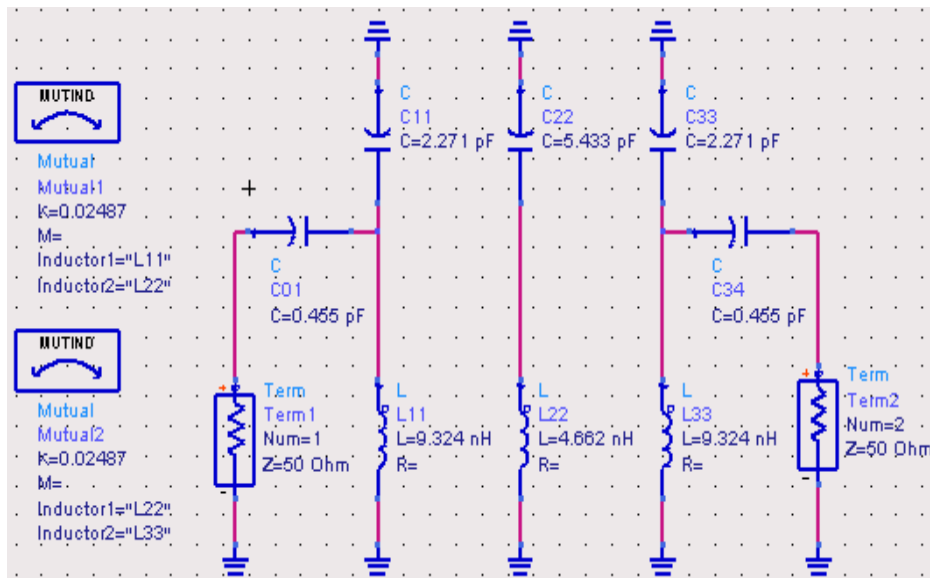 MUTIND
Mutual
Mutual1
K=0.02487
M=
Inductor1="L11"
Inductor2="L22"
MUTIND
Mutual
Mutual2
K=0.02487
M=
Inductor1="L22"
Inductor2="L33"
C
C11
C=2.271 pF
C
C22
C=5.433 pF
C
C33
C=2.271 pF
C
C01
C=0.455 pF
C
C34
C=0.455 pF
+
Term
Term1
Num=1
Z=50 Ohm
-
L
L11
L=9.324 nH
R=
L
L22
L=4.662 nH
R=
L
L33
L=9.324 nH
R=
+
Term
Term2
Num=2
Z=50 Ohm
-